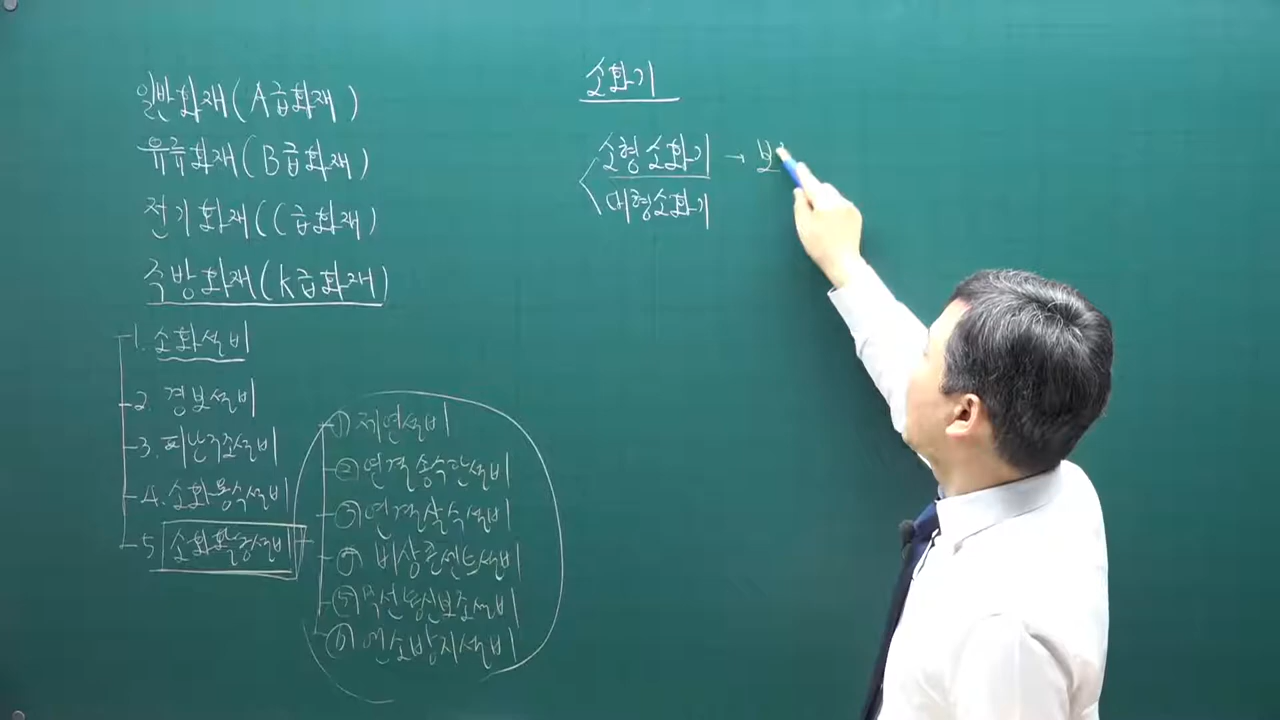 일반화재(A급화재)
유류화재(B급화재)
전기화재(C급화재)
주방화재(K급화재)
1. 소화설비
2. 경보설비
3. 피난구조설비
4. 소화용수설비
5 소화활동설비
① 제연설비
② 연결송수관설비
③ 연결살수설비
④ 비상콘센트설비
⑤ 무선통신보조설비
⑥ 연소방지설비
소화기
소형 소화기 →
대형소화기